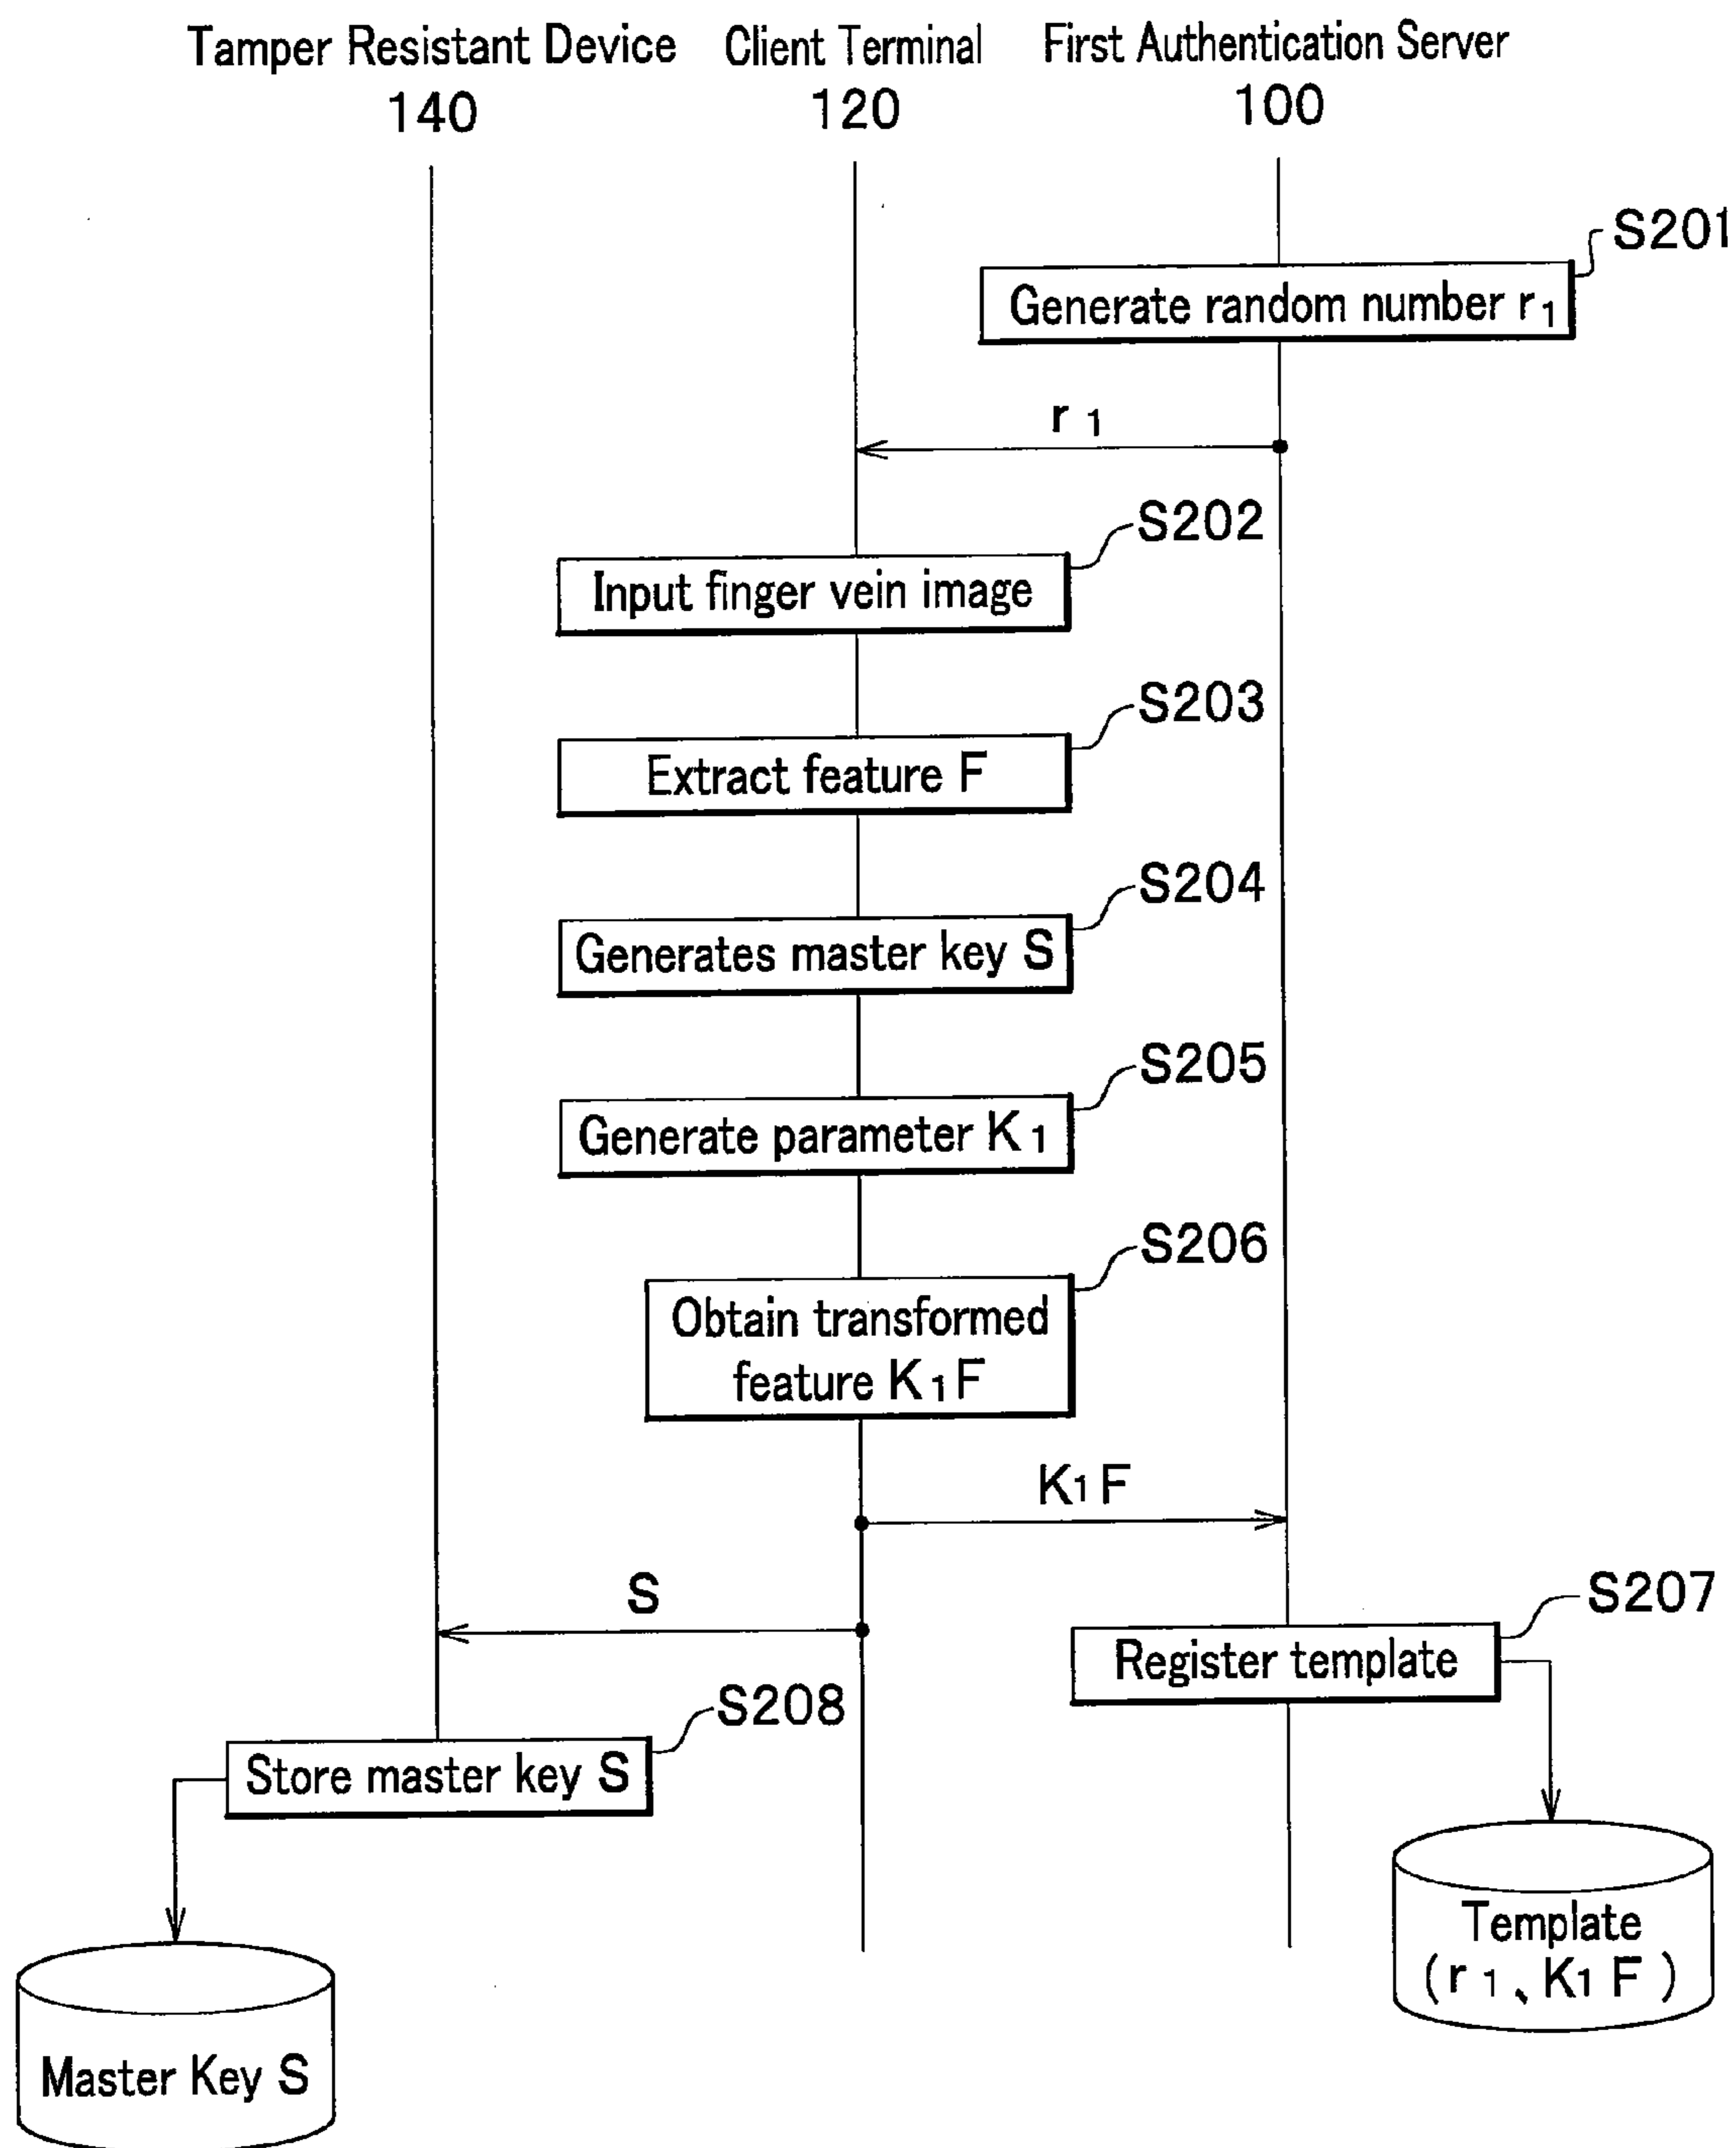 Tamper Resistant Device Client Terminal First Authentication Server
140 120 100
S201
Generate random number r1
r1
S202
Input finger vein image
S203
Extract feature F
S204
Generates master key S
S205
Generate parameter K1
S206
Obtain transformed
feature K1F
K1F
S
S207
Register template
S208
Store master key S
Template
(r1、K1F)
Master Key S